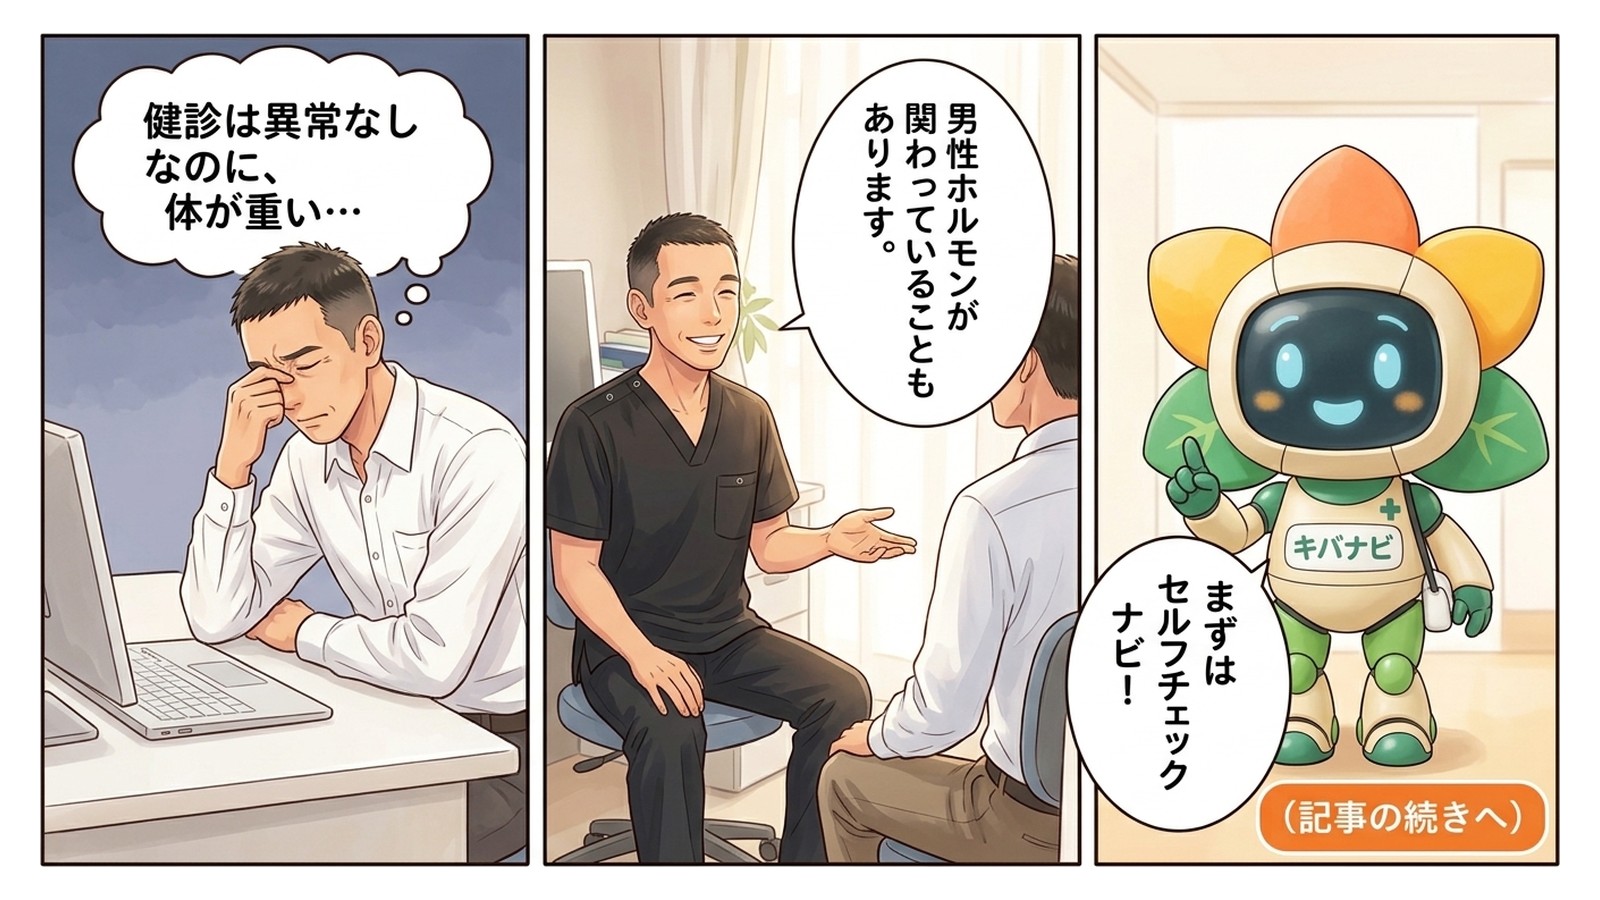 健診は異常なし
なのに、
体が重い…
男性ホルモンが
関わっていることも
あります。
キバナビ
まずは
セルフチェック
ナビ！
（記事の続きへ）